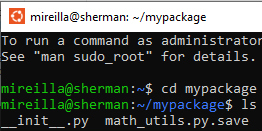 mireilla@sherman: ~/mypackage
To run a command as administrator
See "man sudo_root" for details.
mireilla@sherman:~$ cd mypackage
mireilla@sherman:~/mypackage$ ls
__init__.py  math_utils.py.save